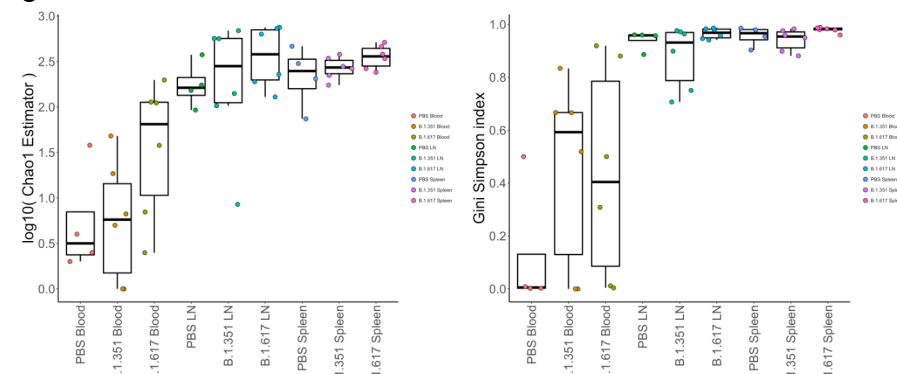 log10( Chao1 Estimator )
3.0
2.5
2.0
1.5
1.0
0.5
0.0
PBS Blood
.1.351 Blood
.1.617 Blood
PBS LN
B.1.351 LN
B.1.617 LN
PBS Spleen
.351 Spleen
.617 Spleen
PBS Blood
B.1.351 Blood
B.1.617 Blood
PBS LN
B.1.351 LN
B.1.617 LN
PBS Spleen
B.1.351 Spleen
B.1.617 Spleen
Gini Simpson index
1.0
0.8
0.6
0.4
0.2
0.0
PBS Blood
.1.351 Blood
.1.617 Blood
PBS LN
B.1.351 LN
B.1.617 LN
PBS Spleen
.351 Spleen
.617 Spleen
PBS Blood
B.1.351 Blood
B.1.617 Blood
PBS LN
B.1.351 LN
B.1.617 LN
PBS Spleen
B.1.351 Spleen
B.1.617 Spleen